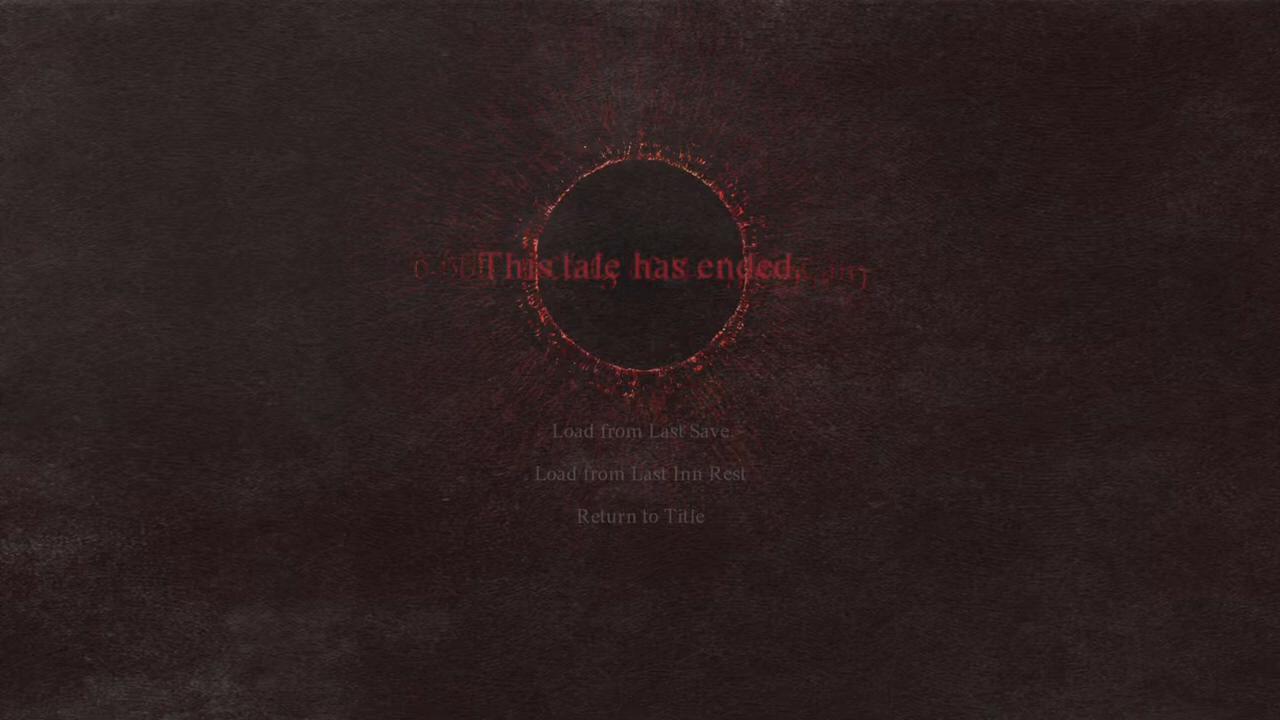 This tale has ended.
Load from Last Save
Load from Last Inn Rest
Return to Title